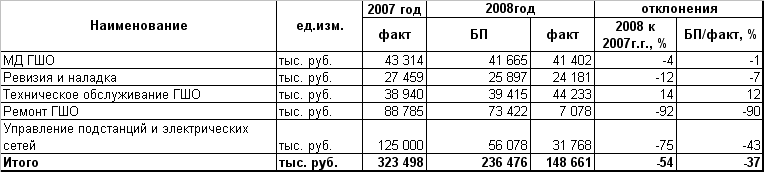 Наименование ед.изм. 2007 год 2008год отклонения
факт БП факт 2008 к 2007г.г., % БП/факт, %
МД ГШО тыс. руб. 43 314 41 665 41 402 -4 -1
Ревизия и наладка тыс. руб. 27 459 25 897 24 181 -12 -7
Техническое обслуживание ГШО тыс. руб. 38 940 39 415 44 233 14 12
Ремонт ГШО тыс. руб. 88 785 73 422 7 078 -92 -90
Управление подстанций и электрических
сетей тыс. руб. 125 000 56 078 31 768 -75 -43
Итого тыс. руб. 323 498 236 476 148 661 -54 -37